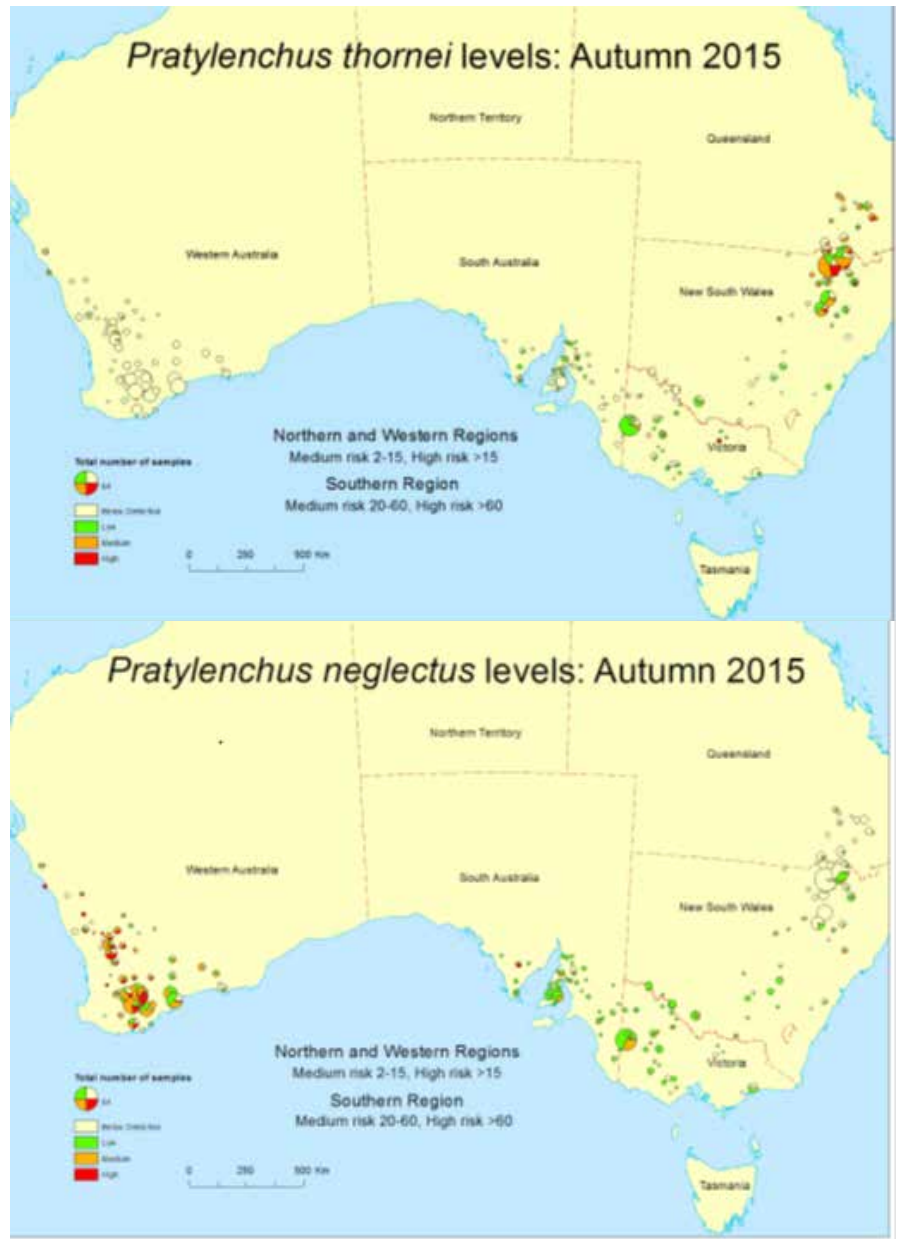 Pratylenchus thornei levels: Autumn 2015
Northern Territory
Queensland
Western Australia
South Australia
New South Wales
Northern and Western Regions
Medium risk 2-15, High risk >15
Southern Region
Medium risk 20-60, High risk >60
Victoria
Total number of samples
Low
Medium
High
0 250 500 Km
Tasmania
Pratylenchus neglectus levels: Autumn 2015
Northern Territory
Queensland
Western Australia
South Australia
New South Wales
Northern and Western Regions
Medium risk 2-15, High risk >15
Southern Region
Medium risk 20-60, High risk >60
Victoria
Total number of samples
Low
Medium
High
0 250 500 Km
Tasmania